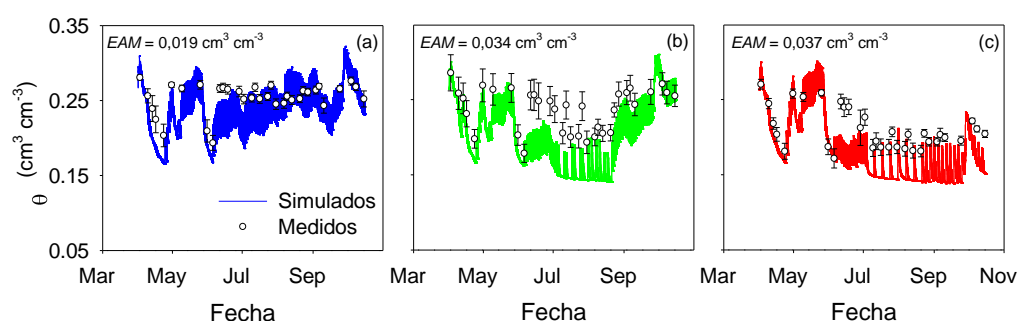 0.35
0.25
0.15
0.05
θ (cm³ cm⁻³)
EAM = 0,019 cm³ cm⁻³ (a)
Simulados
Medidos
Mar May Jul Sep
Fecha
EAM = 0,034 cm³ cm⁻³ (b)
Mar May Jul Sep
Fecha
EAM = 0,037 cm³ cm⁻³ (c)
Mar May Jul Sep Nov
Fecha